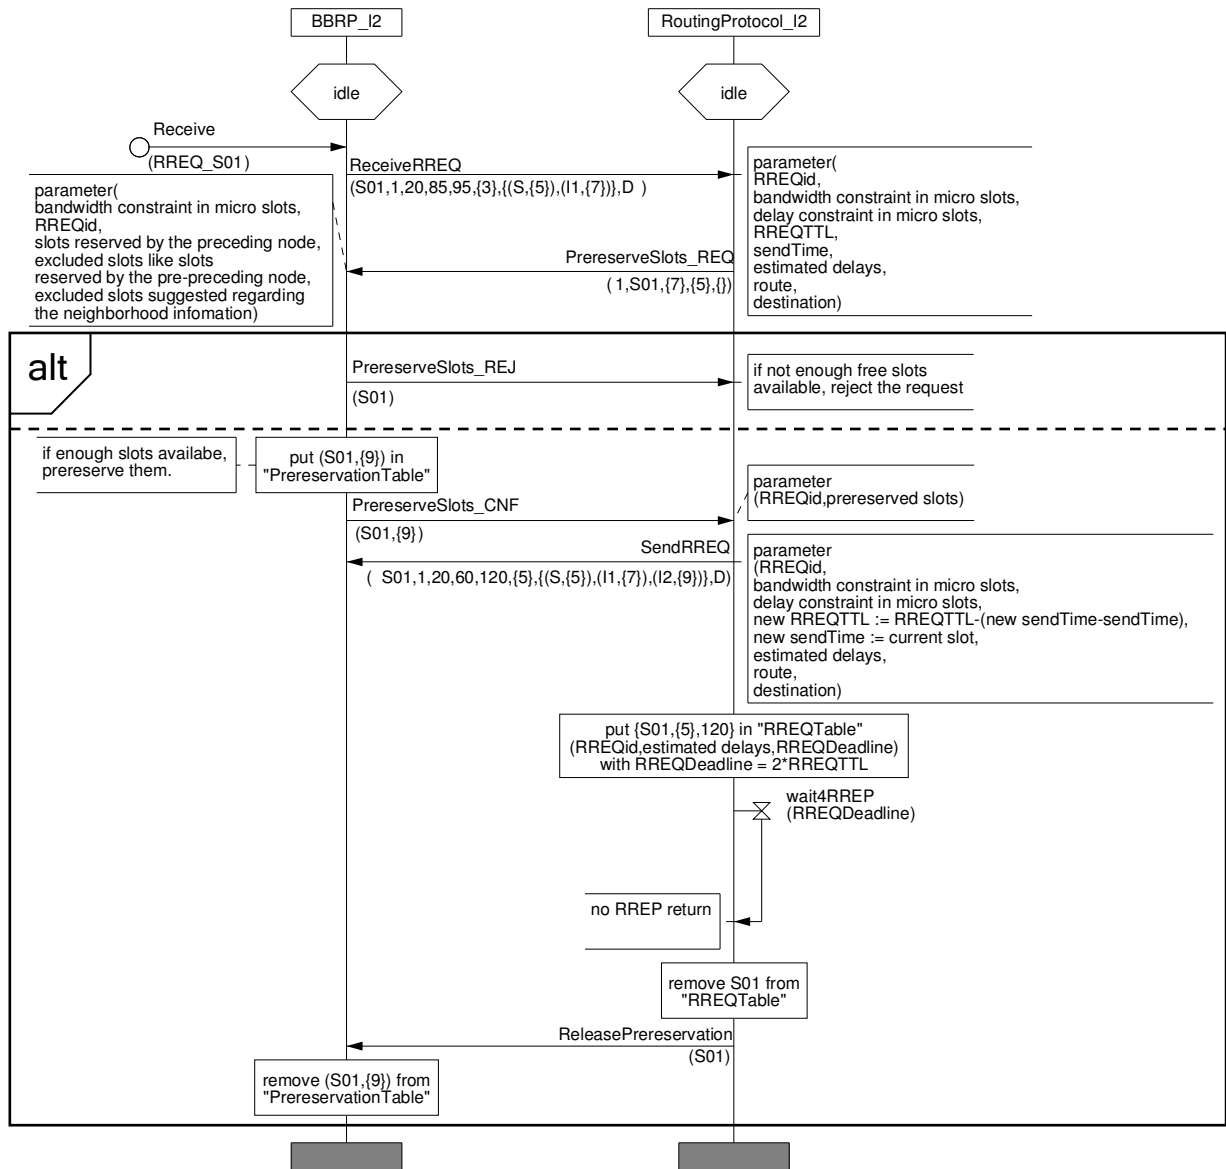 BBRP_I2
RoutingProtocol_I2
idle
idle
Receive
(RREQ_S01)
ReceiveRREQ
(S01,1,20,85,95,{3},{(S,{5}),(I1,{7})},D )
parameter(
RREQid,
bandwidth constraint in micro slots,
delay constraint in micro slots,
RREQTTL,
sendTime,
estimated delays,
route,
destination)
parameter(
bandwidth constraint in micro slots,
RREQid,
slots reserved by the preceding node,
excluded slots like slots
reserved by the pre-preceding node,
excluded slots suggested regarding
the neighborhood infomation)
PrereserveSlots_REQ
( 1,S01,{7},{5},{})
alt
PrereserveSlots_REJ
(S01)
if not enough free slots
available, reject the request
if enough slots availabe,
prereserve them.
put (S01,{9}) in
"PrereservationTable"
PrereserveSlots_CNF
(S01,{9})
parameter
(RREQid,prereserved slots)
SendRREQ
( S01,1,20,60,120,{5},{(S,{5}),(I1,{7}),(I2,{9})},D)
parameter
(RREQid,
bandwidth constraint in micro slots,
delay constraint in micro slots,
new RREQTTL := RREQTTL-(new sendTime-sendTime),
new sendTime := current slot,
estimated delays,
route,
destination)
put {S01,{5},120} in "RREQTable"
(RREQid,estimated delays,RREQDeadline)
with RREQDeadline = 2*RREQTTL
wait4RREP
(RREQDeadline)
no RREP return
remove S01 from
"RREQTable"
ReleasePrereservation
(S01)
remove (S01,{9}) from
"PrereservationTable"